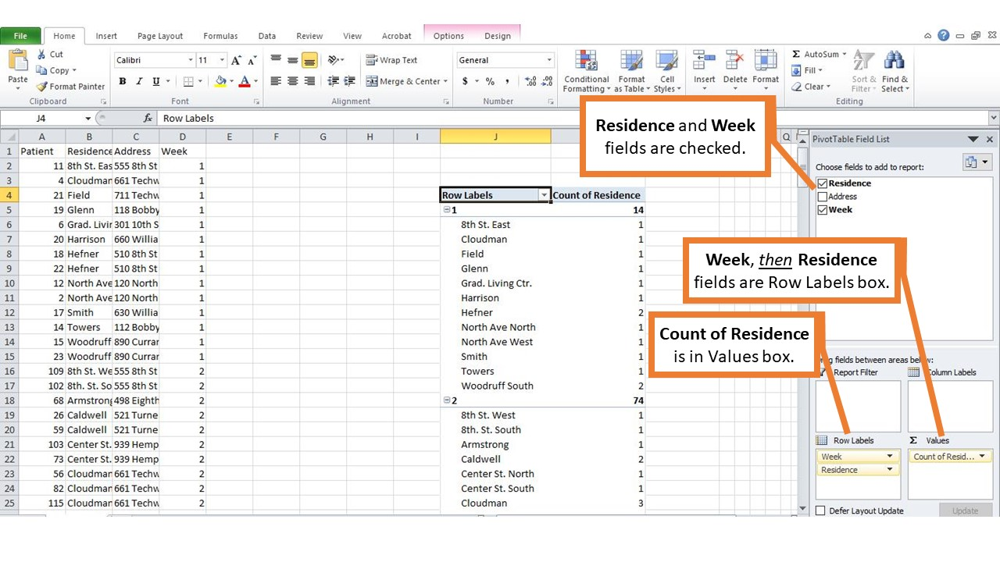 File Home Insert Page Layout Formulas Data Review View Acrobat Options Design
Cut
Copy
Format Painter
Paste
Clipboard
Calibri 11
B I U
Font
Wrap Text
Merge & Center
Alignment
General
$ % ,
Number
Conditional
Formatting
Format
as Table
Cell
Styles
Insert
Delete
Format
Σ AutoSum
Fill
Clear
Sort &
Filter
Find &
Select
Editing
J4 fx Row Labels
A B C D E F G H I J Q
1 Patient Residence Address Week
2 11 8th St. Eas 555 8th St 1
3 4 Cloudman 661 Techw 1
4 21 Field 711 Techw 1 Row Labels Count of Residence
5 19 Glenn 118 Bobby 1 1 14
6 6 Grad. Livin 301 10th S 1 8th St. East 1
7 20 Harrison 660 Willia 1 Cloudman 1
8 18 Hefner 510 8th St 1 Field 1
9 22 Hefner 510 8th St 1 Glenn 1
10 12 North Ave 120 North 1 Grad. Living Ctr. 1
11 2 North Ave 120 North 1 Harrison 1
12 17 Smith 630 Willia 1 Hefner 2
13 14 Towers 112 Bobby 1 North Ave North 1
14 15 Woodruff 890 Curran 1 North Ave West 1
15 23 Woodruff 890 Curran 1 Smith 1
16 109 8th St. We 555 8th St 2 Towers 1
17 102 8th. St. So 555 8th St 2 Woodruff South 2
18 68 Armstrong 498 Eighth 2 2 74
19 26 Caldwell 521 Turne 2 8th St. West 1
20 59 Caldwell 521 Turne 2 8th. St. South 1
21 103 Center St. 939 Hemp 2 Armstrong 1
22 73 Center St. 939 Hemp 2 Caldwell 2
23 56 Cloudman 661 Techw 2 Center St. North 1
24 82 Cloudman 661 Techw 2 Center St. South 1
25 115 Cloudman 661 Techw 2 Cloudman 3
Residence and Week
fields are checked.
Week, then Residence
fields are Row Labels box.
Count of Residence
is in Values box.
PivotTable Field List
Choose fields to add to report:
Residence
Address
Week
fields between areas below:
Report Filter
Column Labels
Row Labels
Σ Values
Week
Residence
Count of Resid...
Defer Layout Update
Update